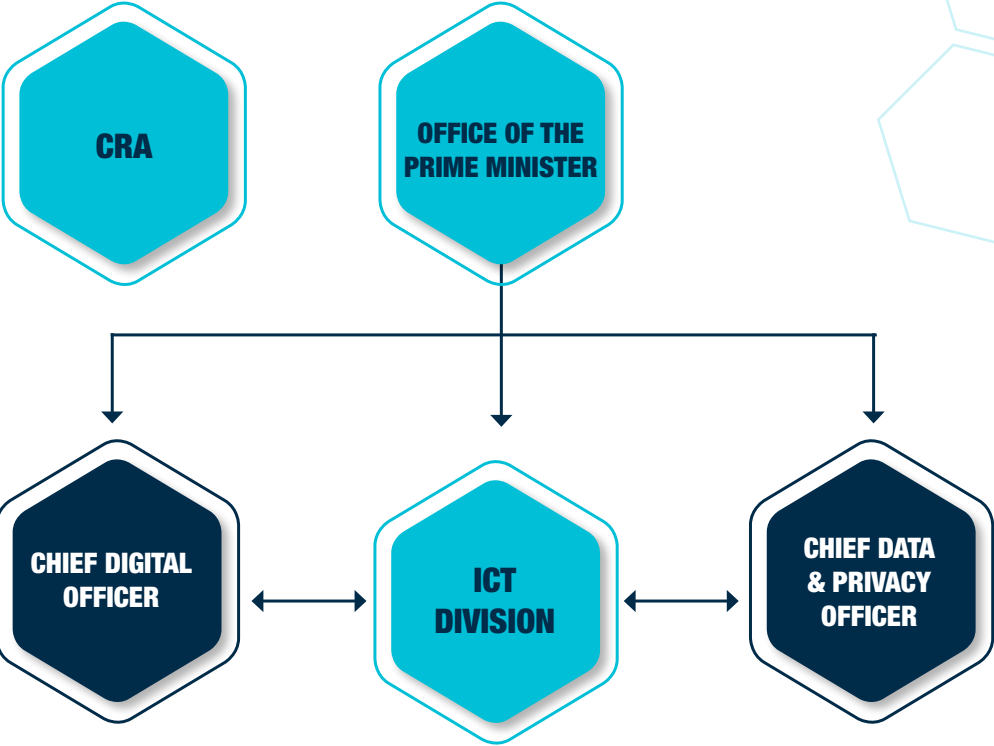 CRA
OFFICE OF THE
PRIME MINISTER
CHIEF DIGITAL
OFFICER
ICT
DIVISION
CHIEF DATA
& PRIVACY
OFFICER